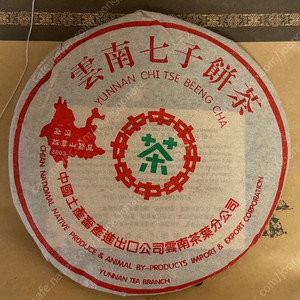 雲南七子餅茶
YUNNAN CHI TSE BEENG CHA
茶
中國土產畜產進出口公司雲南茶葉分公司
CHIAN NATIONAL NATIVE PRODUCE & ANIMAL BY-PRODUCTS IMPORT & EXPORT CORPORATION
YUNNAN TEA BRANCH